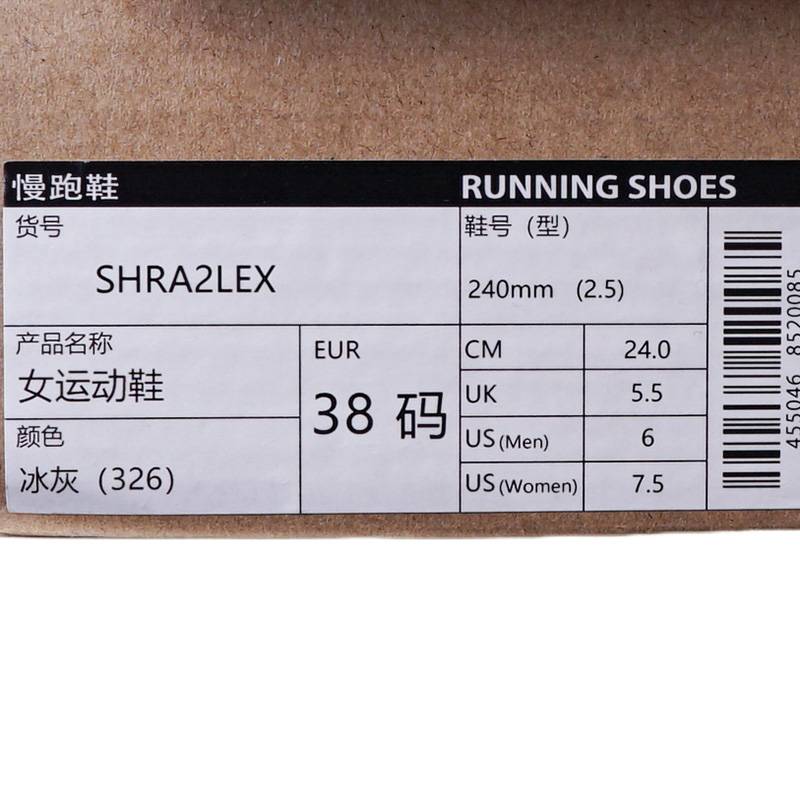 慢跑鞋 RUNNING SHOES
货号
SHRA2LEX
鞋号（型）
240mm (2.5)
产品名称
女运动鞋
颜色
冰灰（326）
EUR
38 码
CM 24.0
UK 5.5
US (Men) 6
US (Women) 7.5
455046 8520085